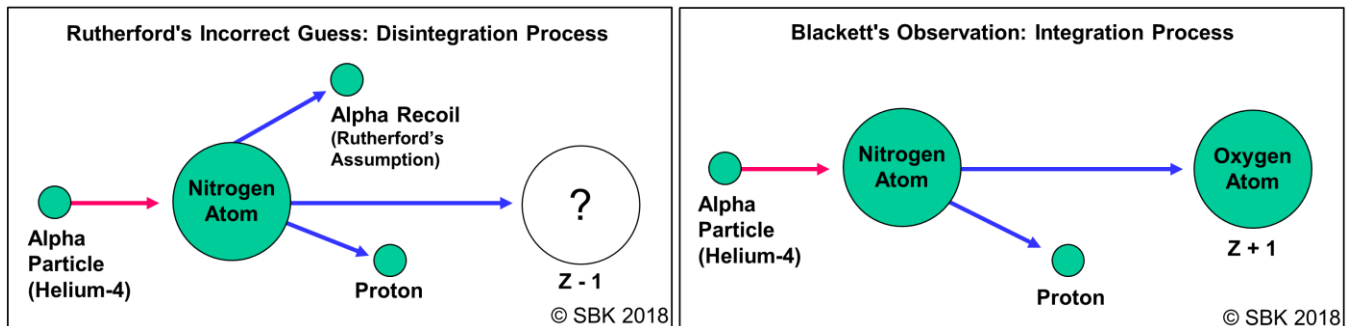 Rutherford's Incorrect Guess: Disintegration Process
Alpha Recoil
(Rutherford's
Assumption)
Nitrogen
Atom
?
Alpha
Particle
(Helium-4)
Proton
Z - 1
© SBK 2018
Blackett's Observation: Integration Process
Nitrogen
Atom
Oxygen
Atom
Alpha
Particle
(Helium-4)
Z + 1
Proton
© SBK 2018